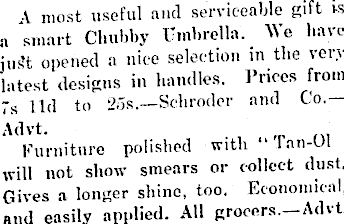 A most useful and serviceable gift is
a smart Chubby Umbrella. We have
just opened a nice selection in the very
latest designs in handles. Prices from
7s 11d to 25s.—Schroder and Co.—
Advt.
Furniture polished with "Tan-Ol
will not show smears or collect dust.
Gives a longer shine, too. Economical
and easily applied. All grocers.—Advt